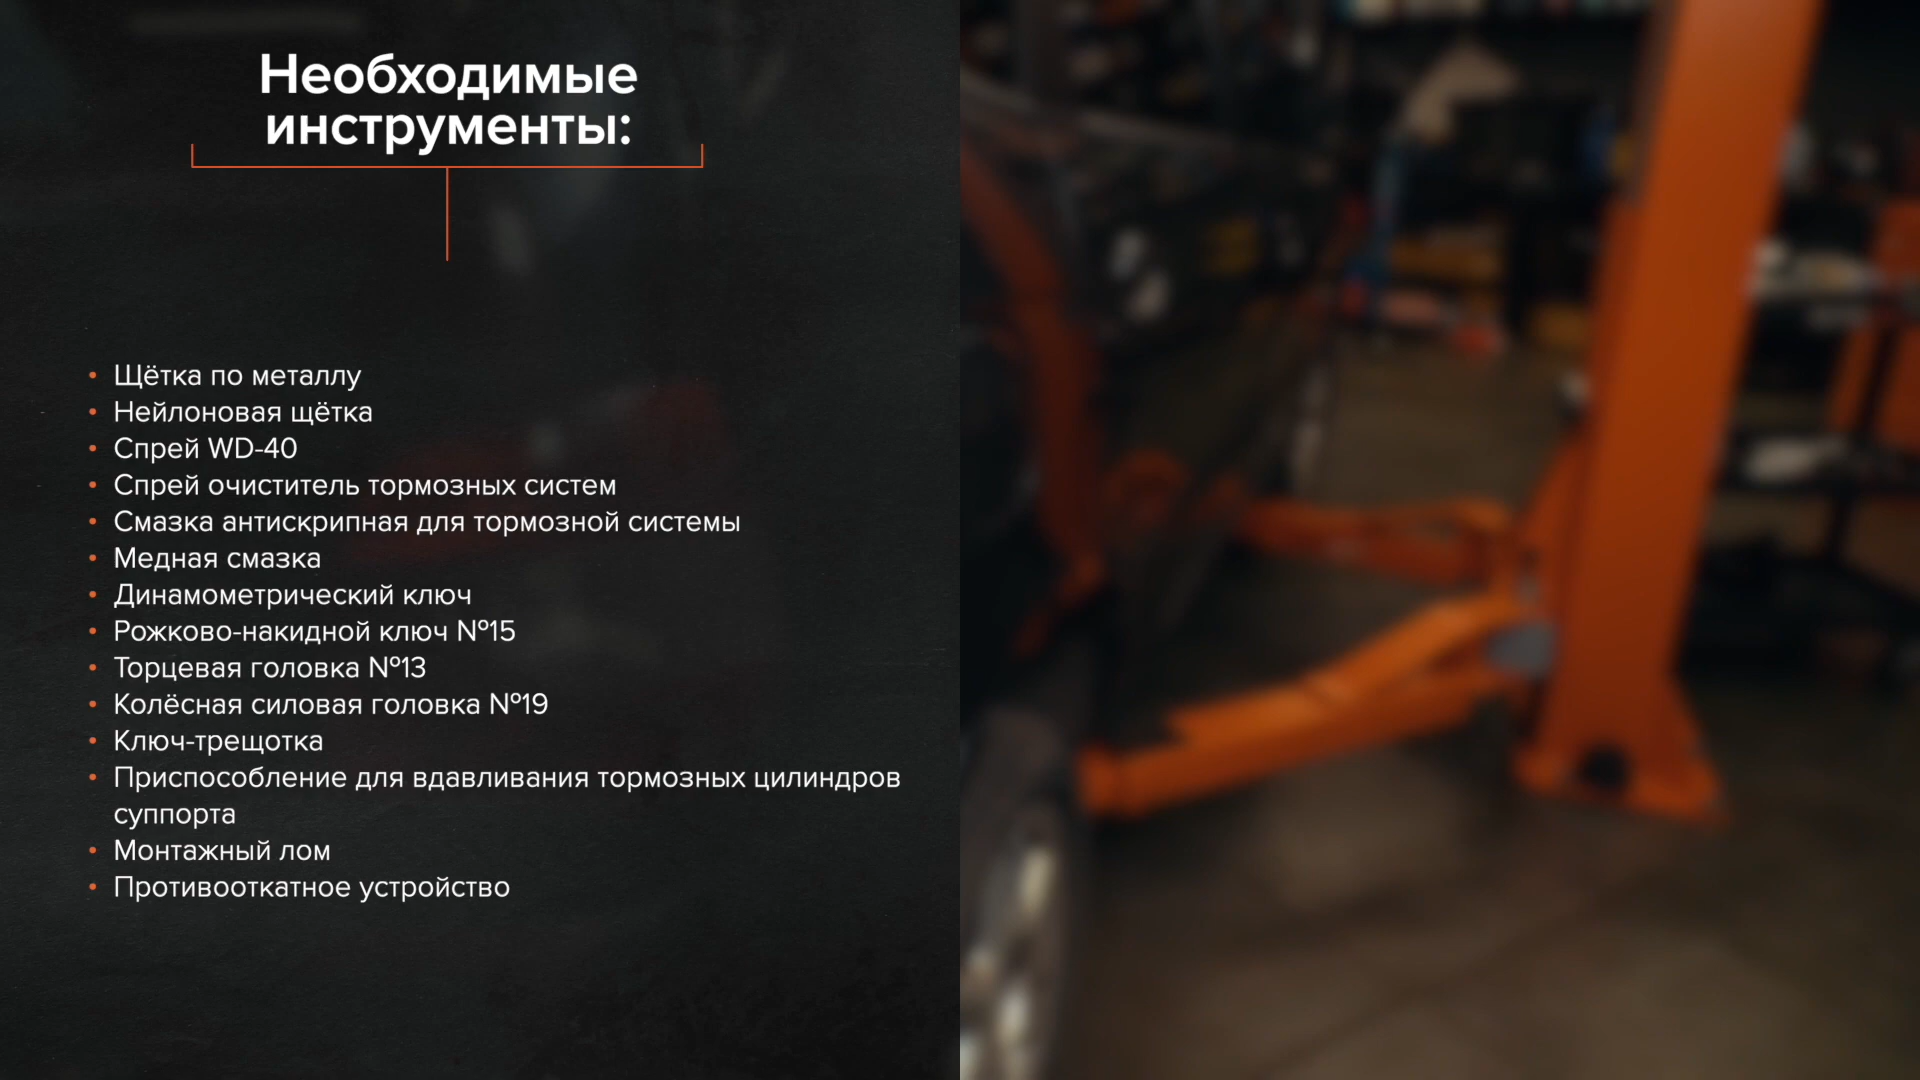 Необходимые
инструменты:
• Щётка по металлу
• Нейлоновая щётка
• Спрей WD-40
• Спрей очиститель тормозных систем
• Смазка антискрипная для тормозной системы
• Медная смазка
• Динамометрический ключ
• Рожково-накидной ключ №15
• Торцевая головка №13
• Колёсная силовая головка №19
• Ключ-трещотка
• Приспособление для вдавливания тормозных цилиндров
суппорта
• Монтажный лом
• Противооткатное устройство